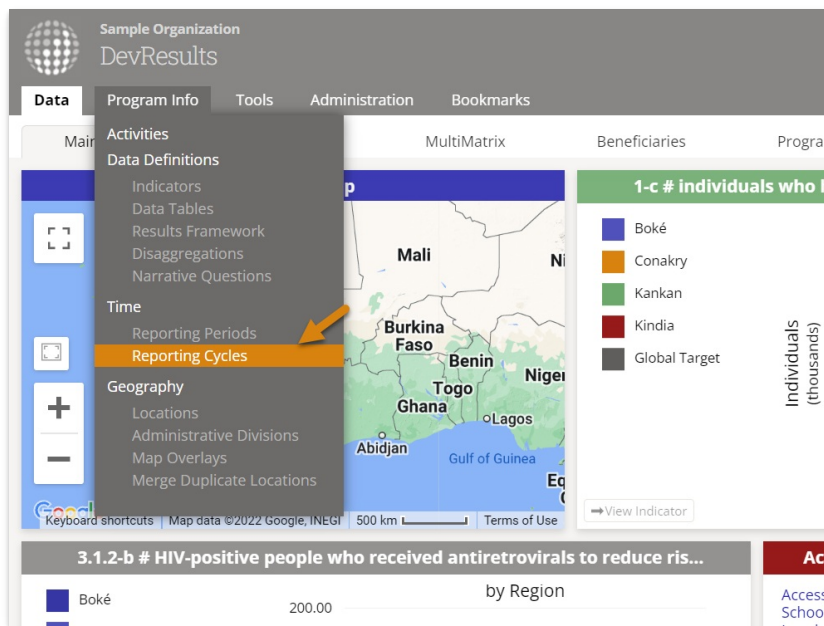 Sample Organization
DevResults
Data Program Info Tools Administration Bookmarks
MultiMatrix Beneficiaries
Activities
Data Definitions
Indicators
Data Tables
Results Framework
Disaggregations
Narrative Questions
Time
Reporting Periods
Reporting Cycles
Geography
Locations
Administrative Divisions
Map Overlays
Merge Duplicate Locations
Mali
Burkina
Faso
Benin
Togo
Ghana
Lagos
Abidjan
Gulf of Guinea
Keyboard shortcuts Map data ©2022 Google, INEGI 500 km Terms of Use
1-c # individuals who
Boké
Conakry
Kankan
Kindia
Global Target
Individuals
(thousands)
View Indicator
3.1.2-b # HIV-positive people who received antiretrovirals to reduce ris...
by Region
Boké
200.00